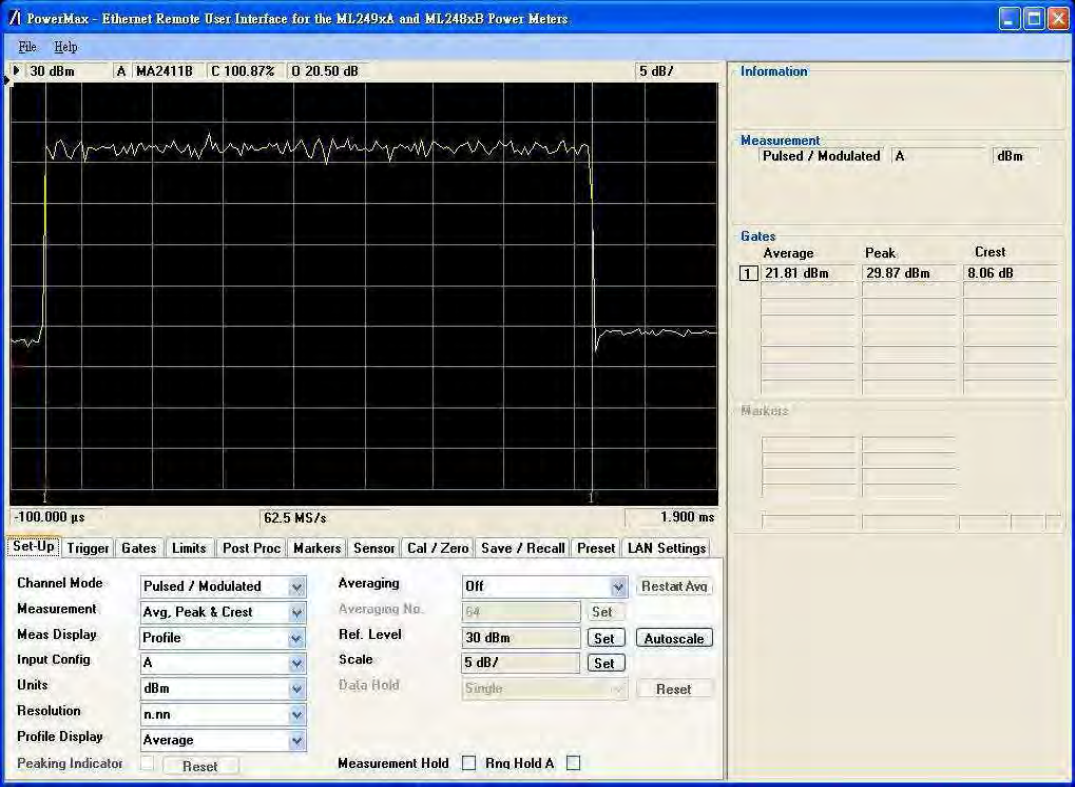 PowerMax - Ethernet Remote User Interface for the ML249xA and ML248xB Power Meters
File Help
30 dBm A MA2411B C 100.87% O 20.50 dB 5 dB/
Information
Measurement
Pulsed / Modulated A dBm
Gates
Average Peak Crest
1 21.81 dBm 29.87 dBm 8.06 dB
Markers
1 1
-100.000 µs 62.5 MS/s 1.900 ms
Set-Up Trigger Gates Limits Post Proc Markers Sensor Cal / Zero Save / Recall Preset LAN Settings
Channel Mode Pulsed / Modulated Averaging Off Restart Avg
Measurement Avg, Peak & Crest Averaging No. 64 Set
Meas Display Profile Ref. Level 30 dBm Set Autoscale
Input Config A Scale 5 dB/ Set
Units dBm Data Hold Single Reset
Resolution n.nn
Profile Display Average
Peaking Indicator Reset Measurement Hold Rng Hold A